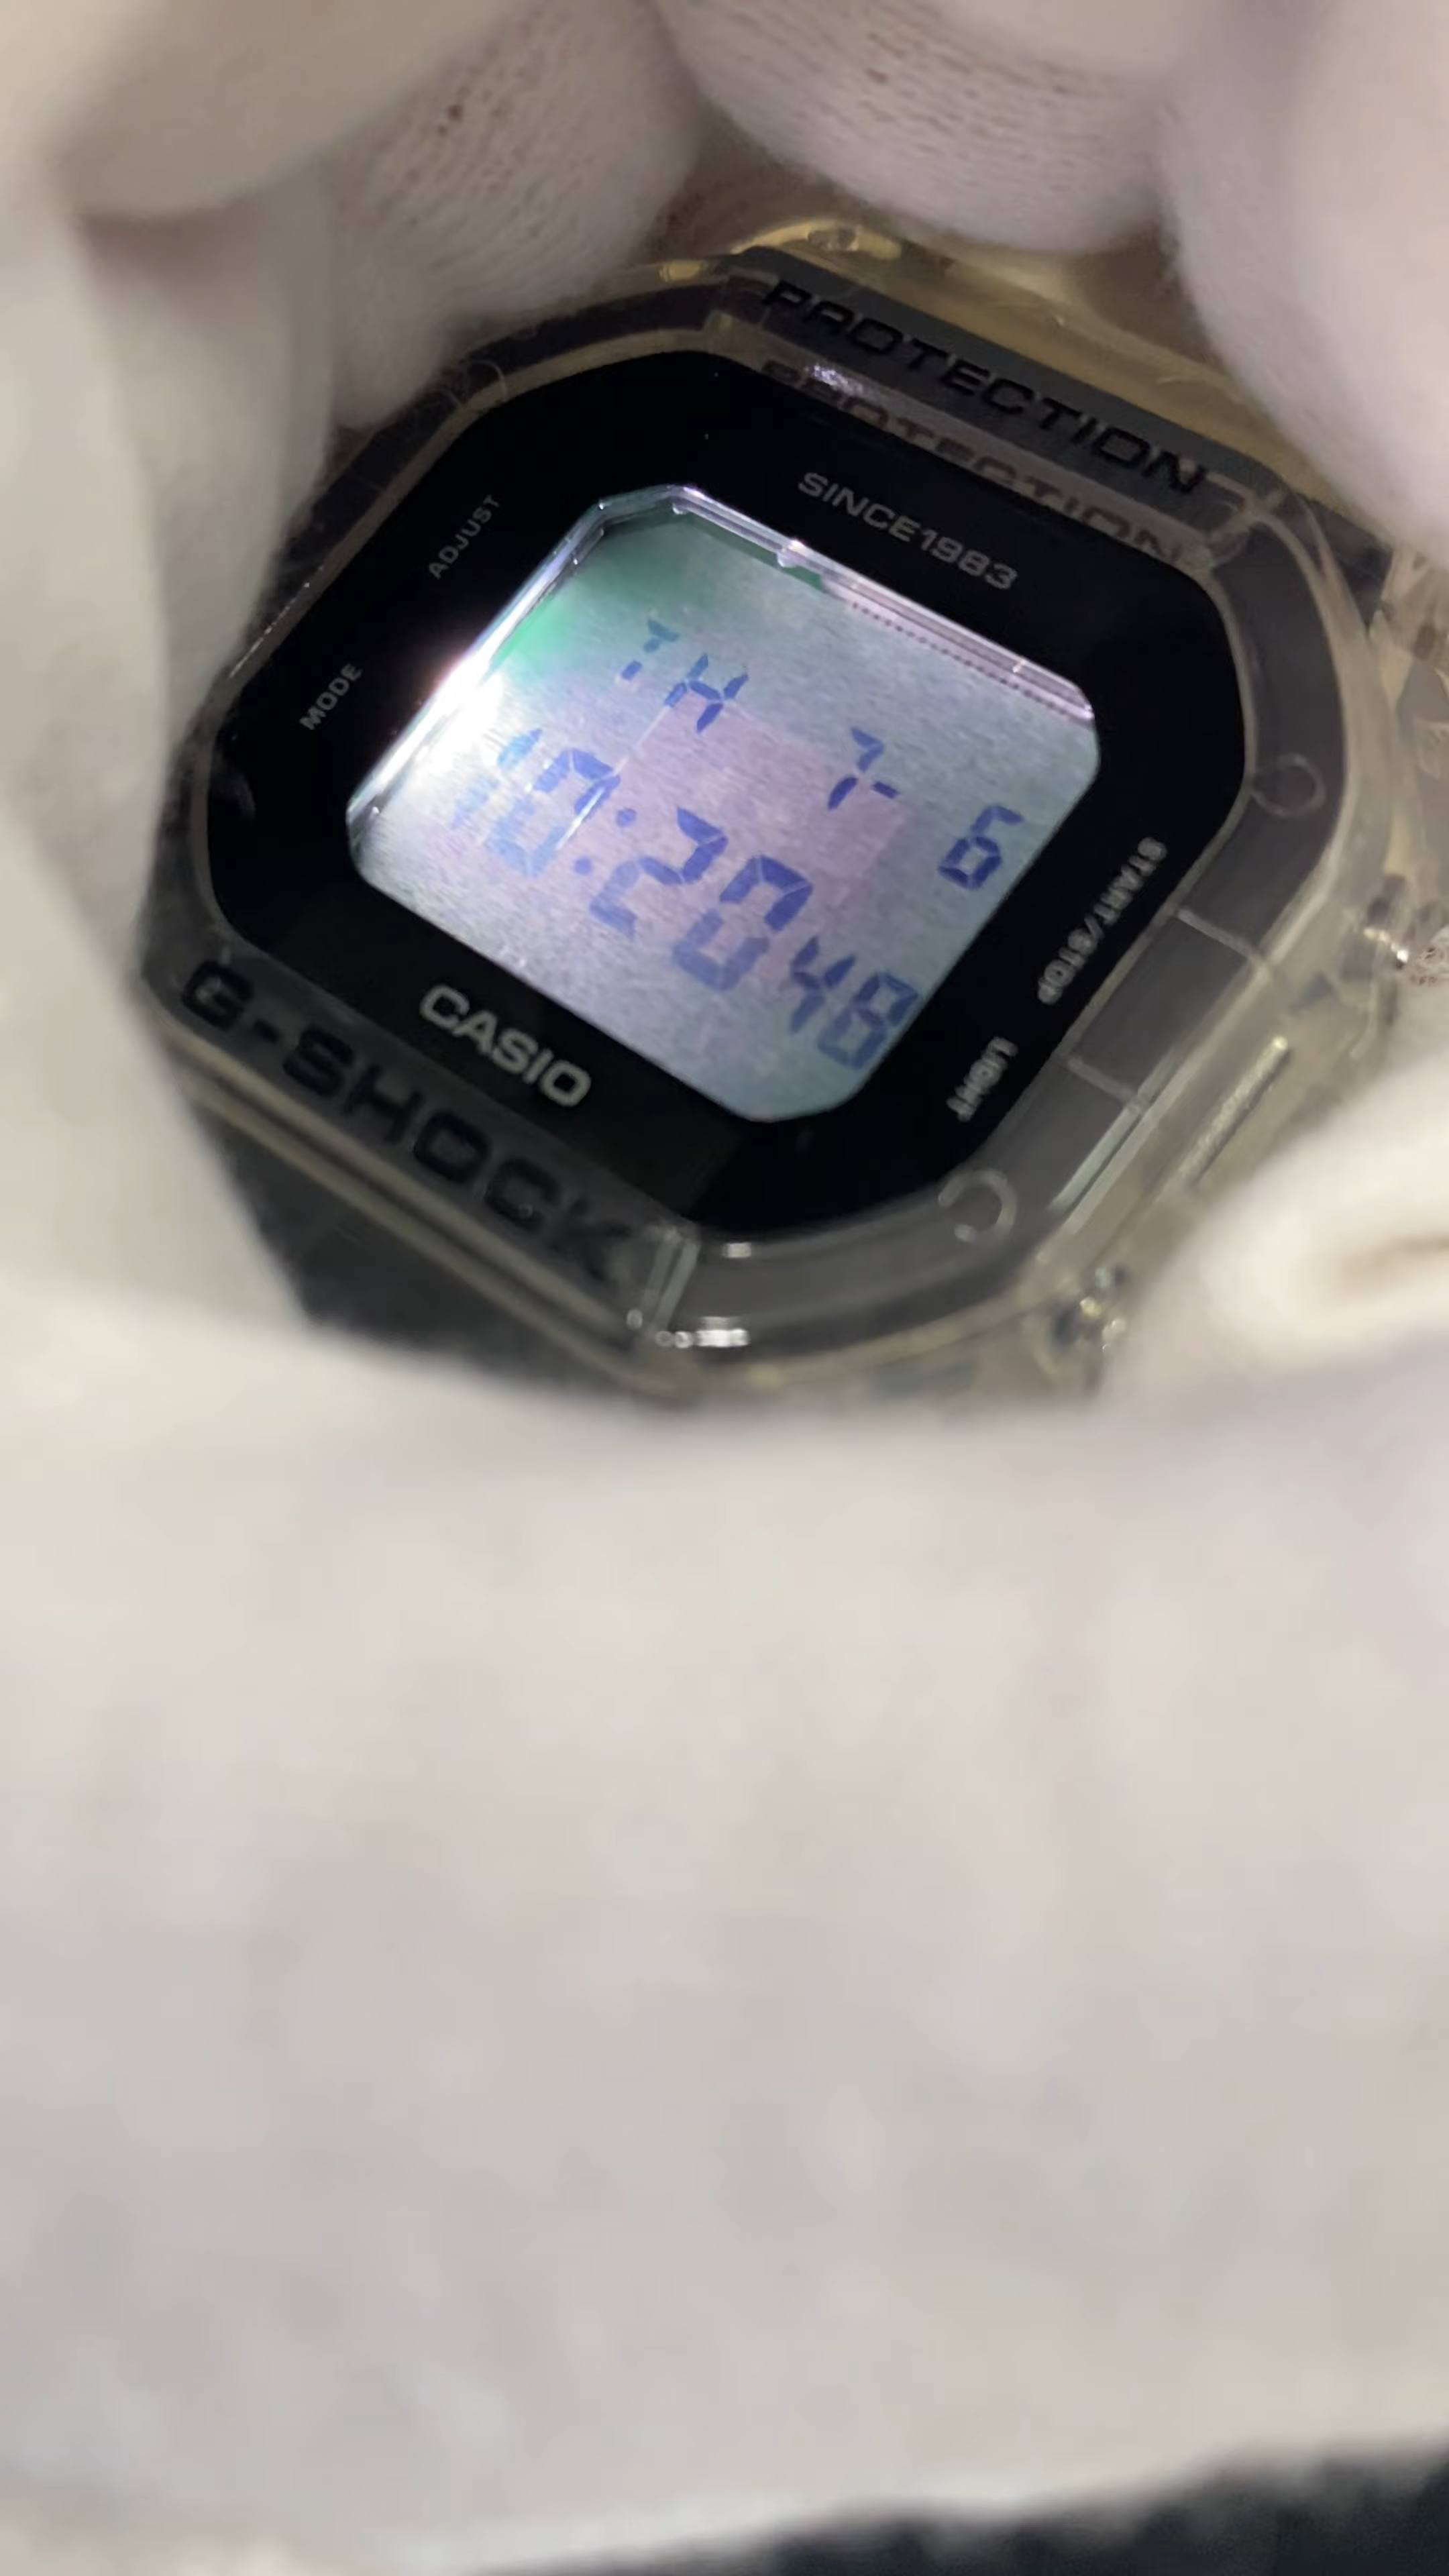 PROTECTION
SINCE1983
ADJUST
MODE
TH 7-6
10:20 48
START/STOP
LIGHT
CASIO
G-SHOCK